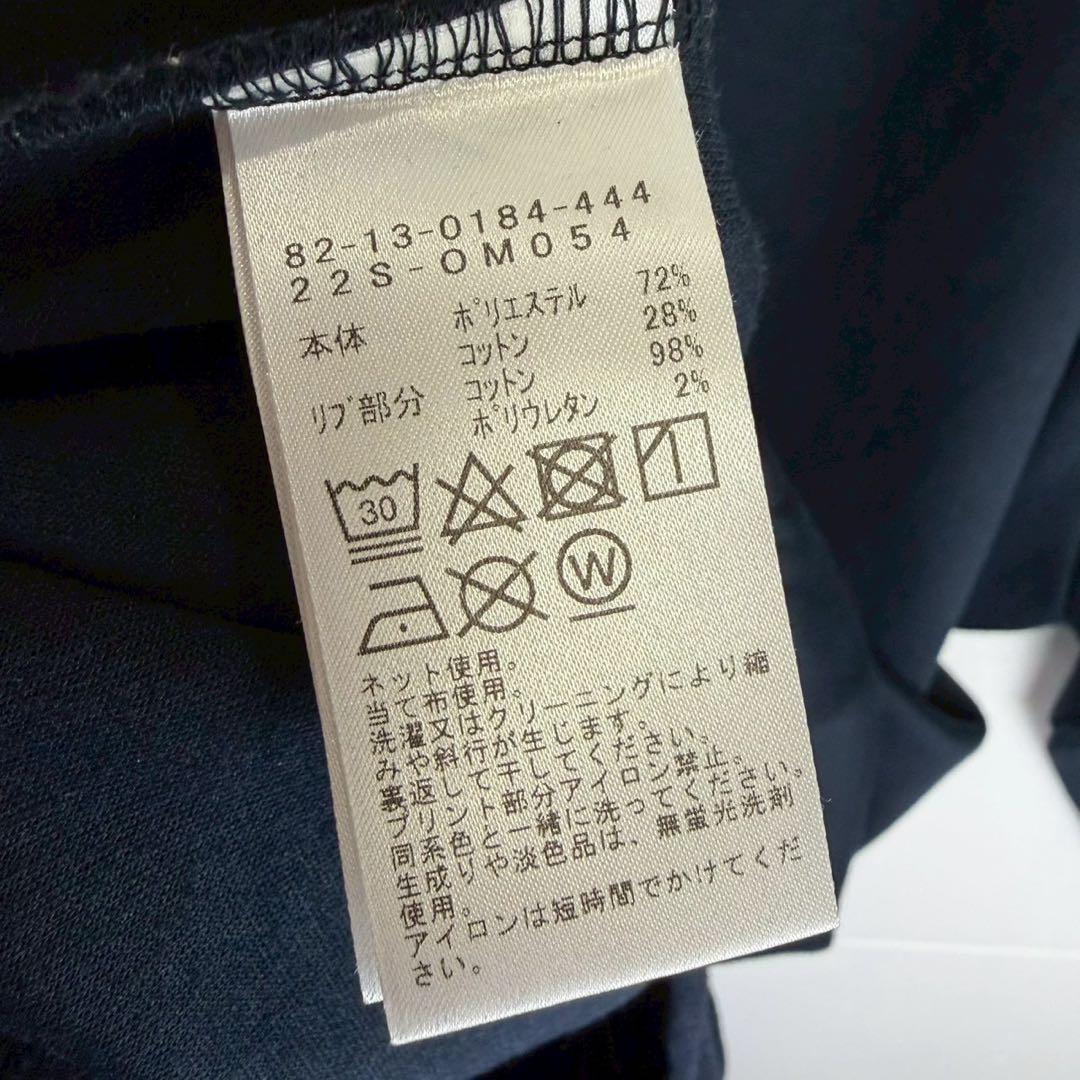 82-13-0184-444
22S-OM054
本体 ポリエステル 72%
コットン 28%
リブ部分 コットン 98%
ポリウレタン 2%
30
W
ネット使用。
当て布使用。
洗濯又はクリーニングにより縮
みや斜行が生じます。
裏返して干してください。
プリント部分アイロン禁止。
同系色と一緒に洗ってください。
生成りや淡色品は、無蛍光洗剤
使用。
アイロンは短時間でかけてくだ
さい。